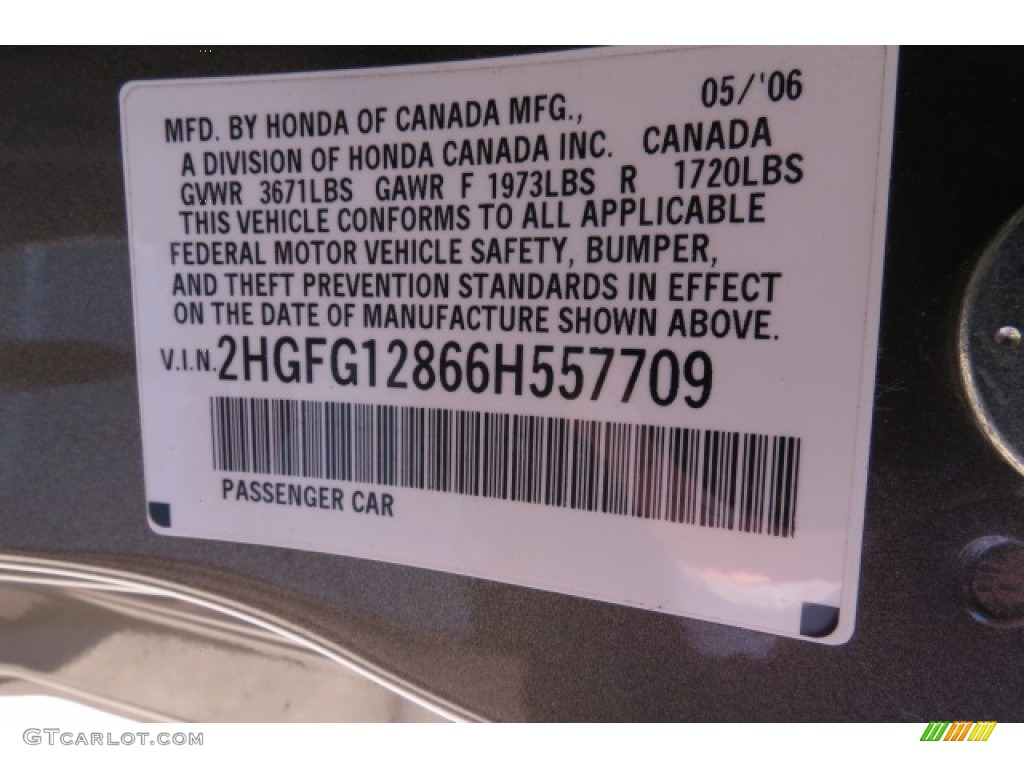 05/'06
MFD. BY HONDA OF CANADA MFG.,
A DIVISION OF HONDA CANADA INC. CANADA
GVWR 3671LBS GAWR F 1973LBS R 1720LBS
THIS VEHICLE CONFORMS TO ALL APPLICABLE
FEDERAL MOTOR VEHICLE SAFETY, BUMPER,
AND THEFT PREVENTION STANDARDS IN EFFECT
ON THE DATE OF MANUFACTURE SHOWN ABOVE.
V.I.N. 2HGFG12866H557709
PASSENGER CAR
GTCARLOT.COM